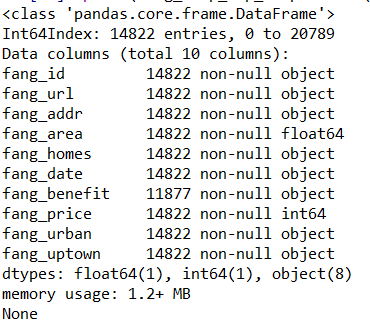 <class 'pandas.core.frame.DataFrame'>
Int64Index: 14822 entries, 0 to 20789
Data columns (total 10 columns):
fang_id         14822 non-null object
fang_url        14822 non-null object
fang_addr       14822 non-null object
fang_area       14822 non-null float64
fang_homes      14822 non-null object
fang_date       14822 non-null object
fang_benefit    11877 non-null object
fang_price      14822 non-null int64
fang_urban      14822 non-null object
fang_uptown     14822 non-null object
dtypes: float64(1), int64(1), object(8)
memory usage: 1.2+ MB
None